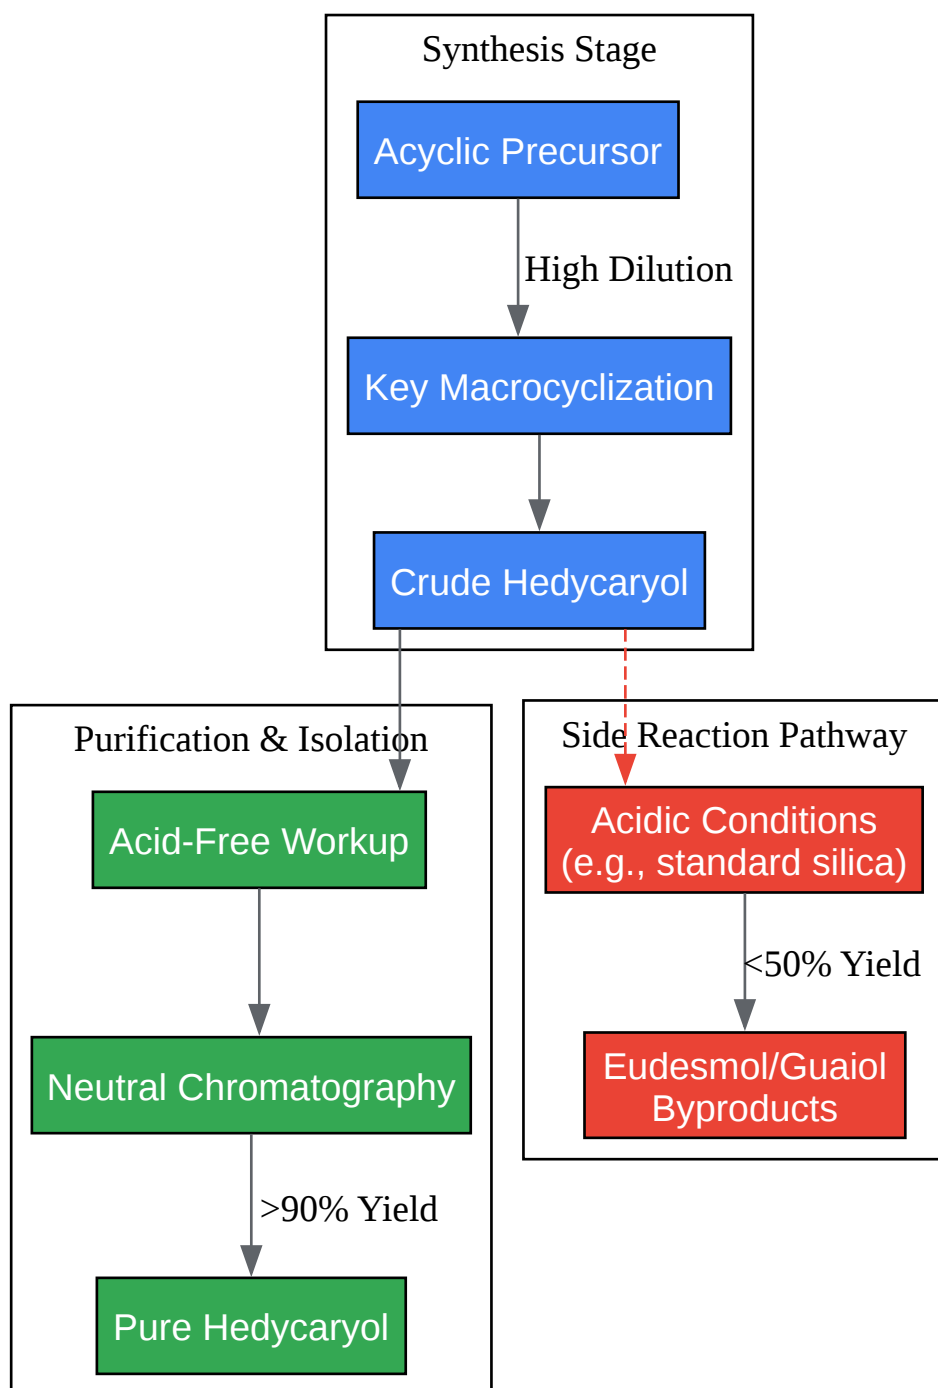 Synthesis Stage
Acyclic Precursor
High Dilution
Key Macrocyclization
Crude Hedycaryol
Purification & Isolation
Acid-Free Workup
Neutral Chromatography
>90% Yield
Pure Hedycaryol
Side Reaction Pathway
Acidic Conditions
(e.g., standard silica)
<50% Yield
Eudesmol/Guaiol
Byproducts